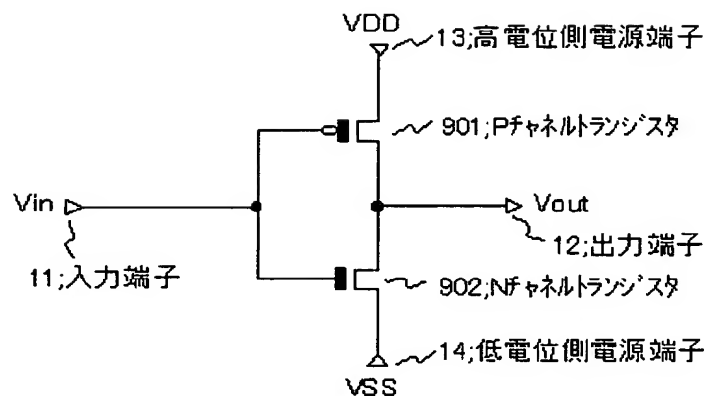 VDD
13;高電位側電源端子
901;Pチャネルトランジスタ
Vin
Vout
12;出力端子
11;入力端子
902;Nチャネルトランジスタ
14;低電位側電源端子
VSS